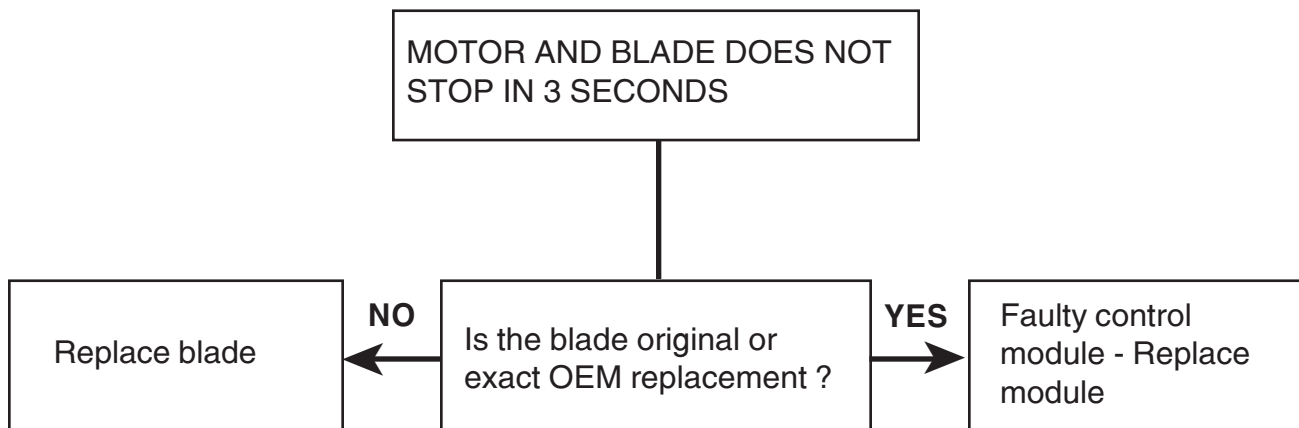 MOTOR AND BLADE DOES NOT
STOP IN 3 SECONDS
Replace blade
NO
Is the blade original or
exact OEM replacement ?
YES
Faulty control
module - Replace
module